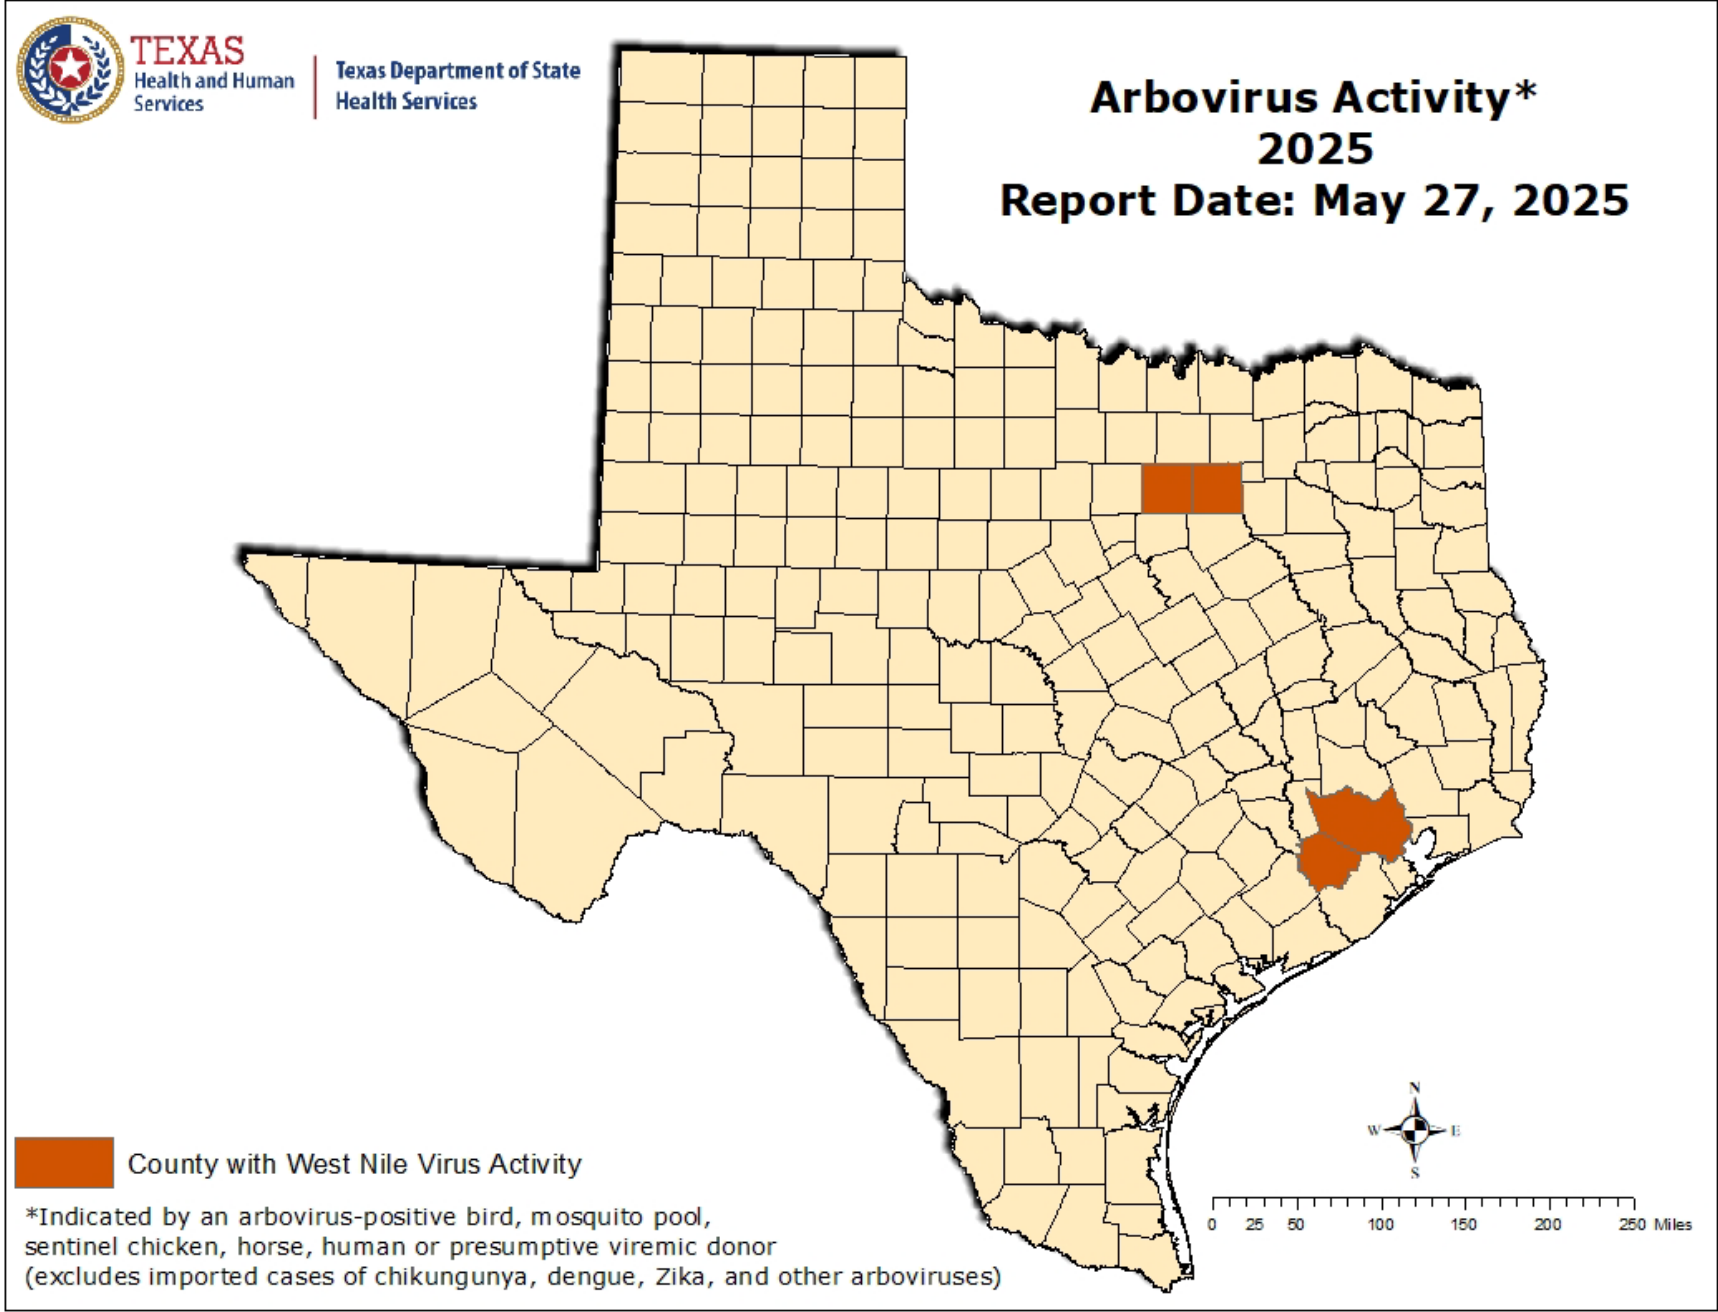 TEXAS
Health and Human
Services
Texas Department of State
Health Services
Arbovirus Activity*
2025
Report Date: May 27, 2025
County with West Nile Virus Activity
*Indicated by an arbovirus-positive bird, mosquito pool,
sentinel chicken, horse, human or presumptive viremic donor
(excludes imported cases of chikungunya, dengue, Zika, and other arboviruses)
N
W E
S
0 25 50 100 150 200 250 Miles